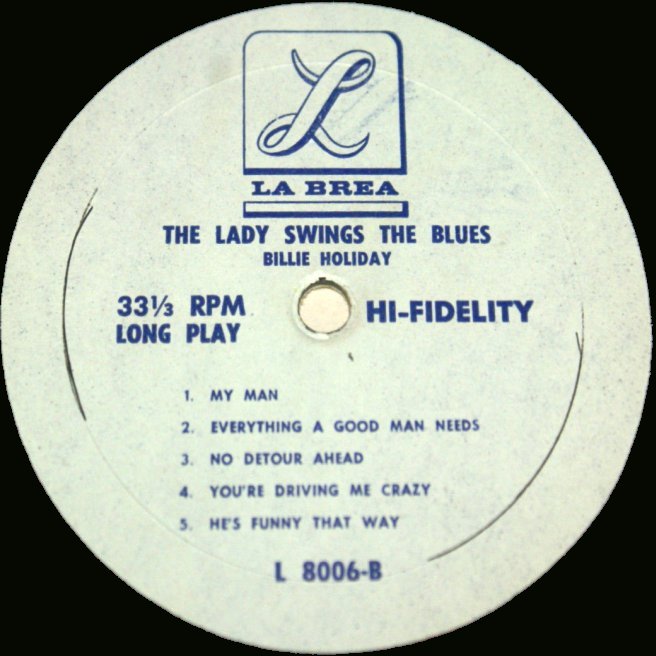 L
LA BREA
THE LADY SWINGS THE BLUES
BILLIE HOLIDAY
33⅓ RPM
LONG PLAY
HI-FIDELITY
1. MY MAN
2. EVERYTHING A GOOD MAN NEEDS
3. NO DETOUR AHEAD
4. YOU'RE DRIVING ME CRAZY
5. HE'S FUNNY THAT WAY
L 8006-B